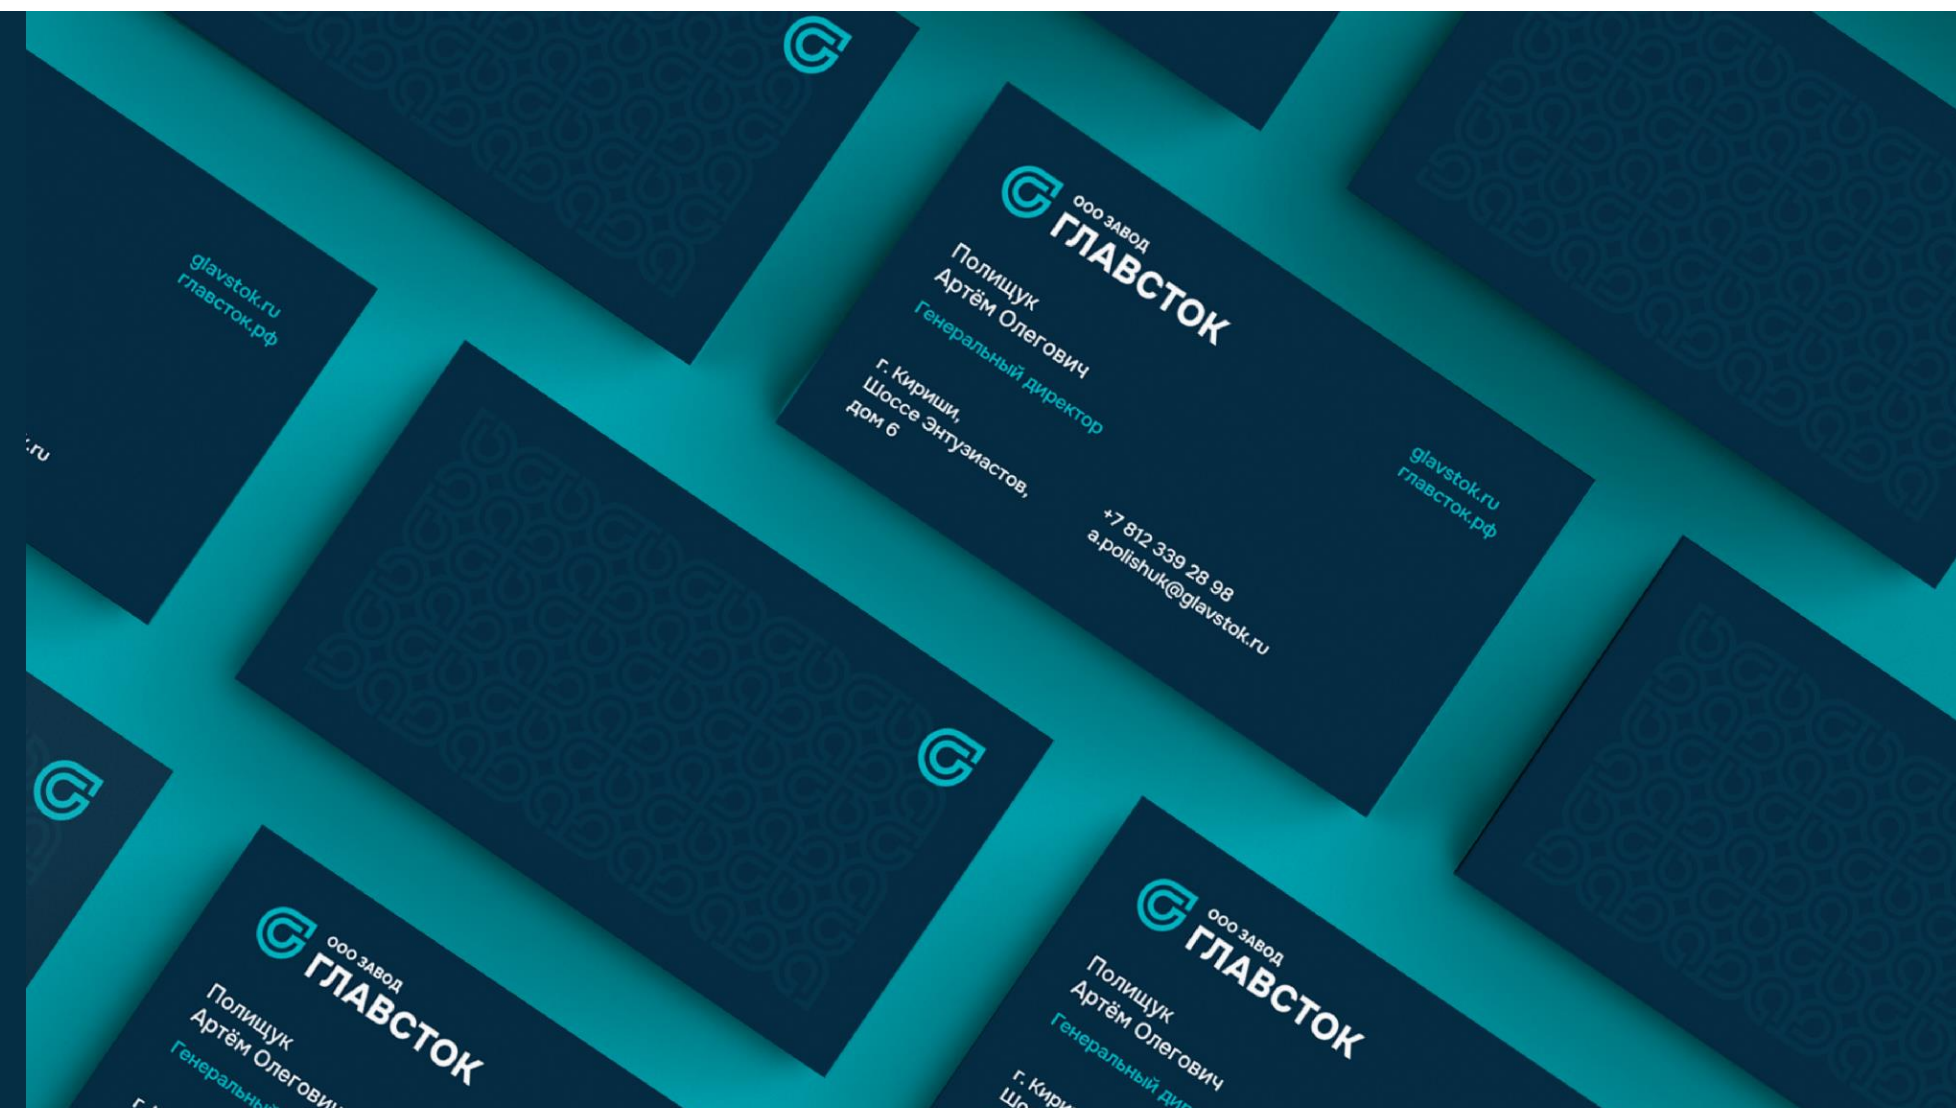 glavstok.ru
главсток.рф
.ru
ООО ЗАВОД
ГЛАВСТОК
Полищук
Артём Олегович
Генеральный директор
г. Кириши,
Шоссе Энтузиастов,
дом 6
+7 812 339 28 98
a.polishuk@glavstok.ru
glavstok.ru
главсток.рф
ООО ЗАВОД
ГЛАВСТОК
Полищук
Артём Олегович
ООО ЗАВОД
ГЛАВСТОК
Полищук
Артём Олегович
Генеральный
г. Кири